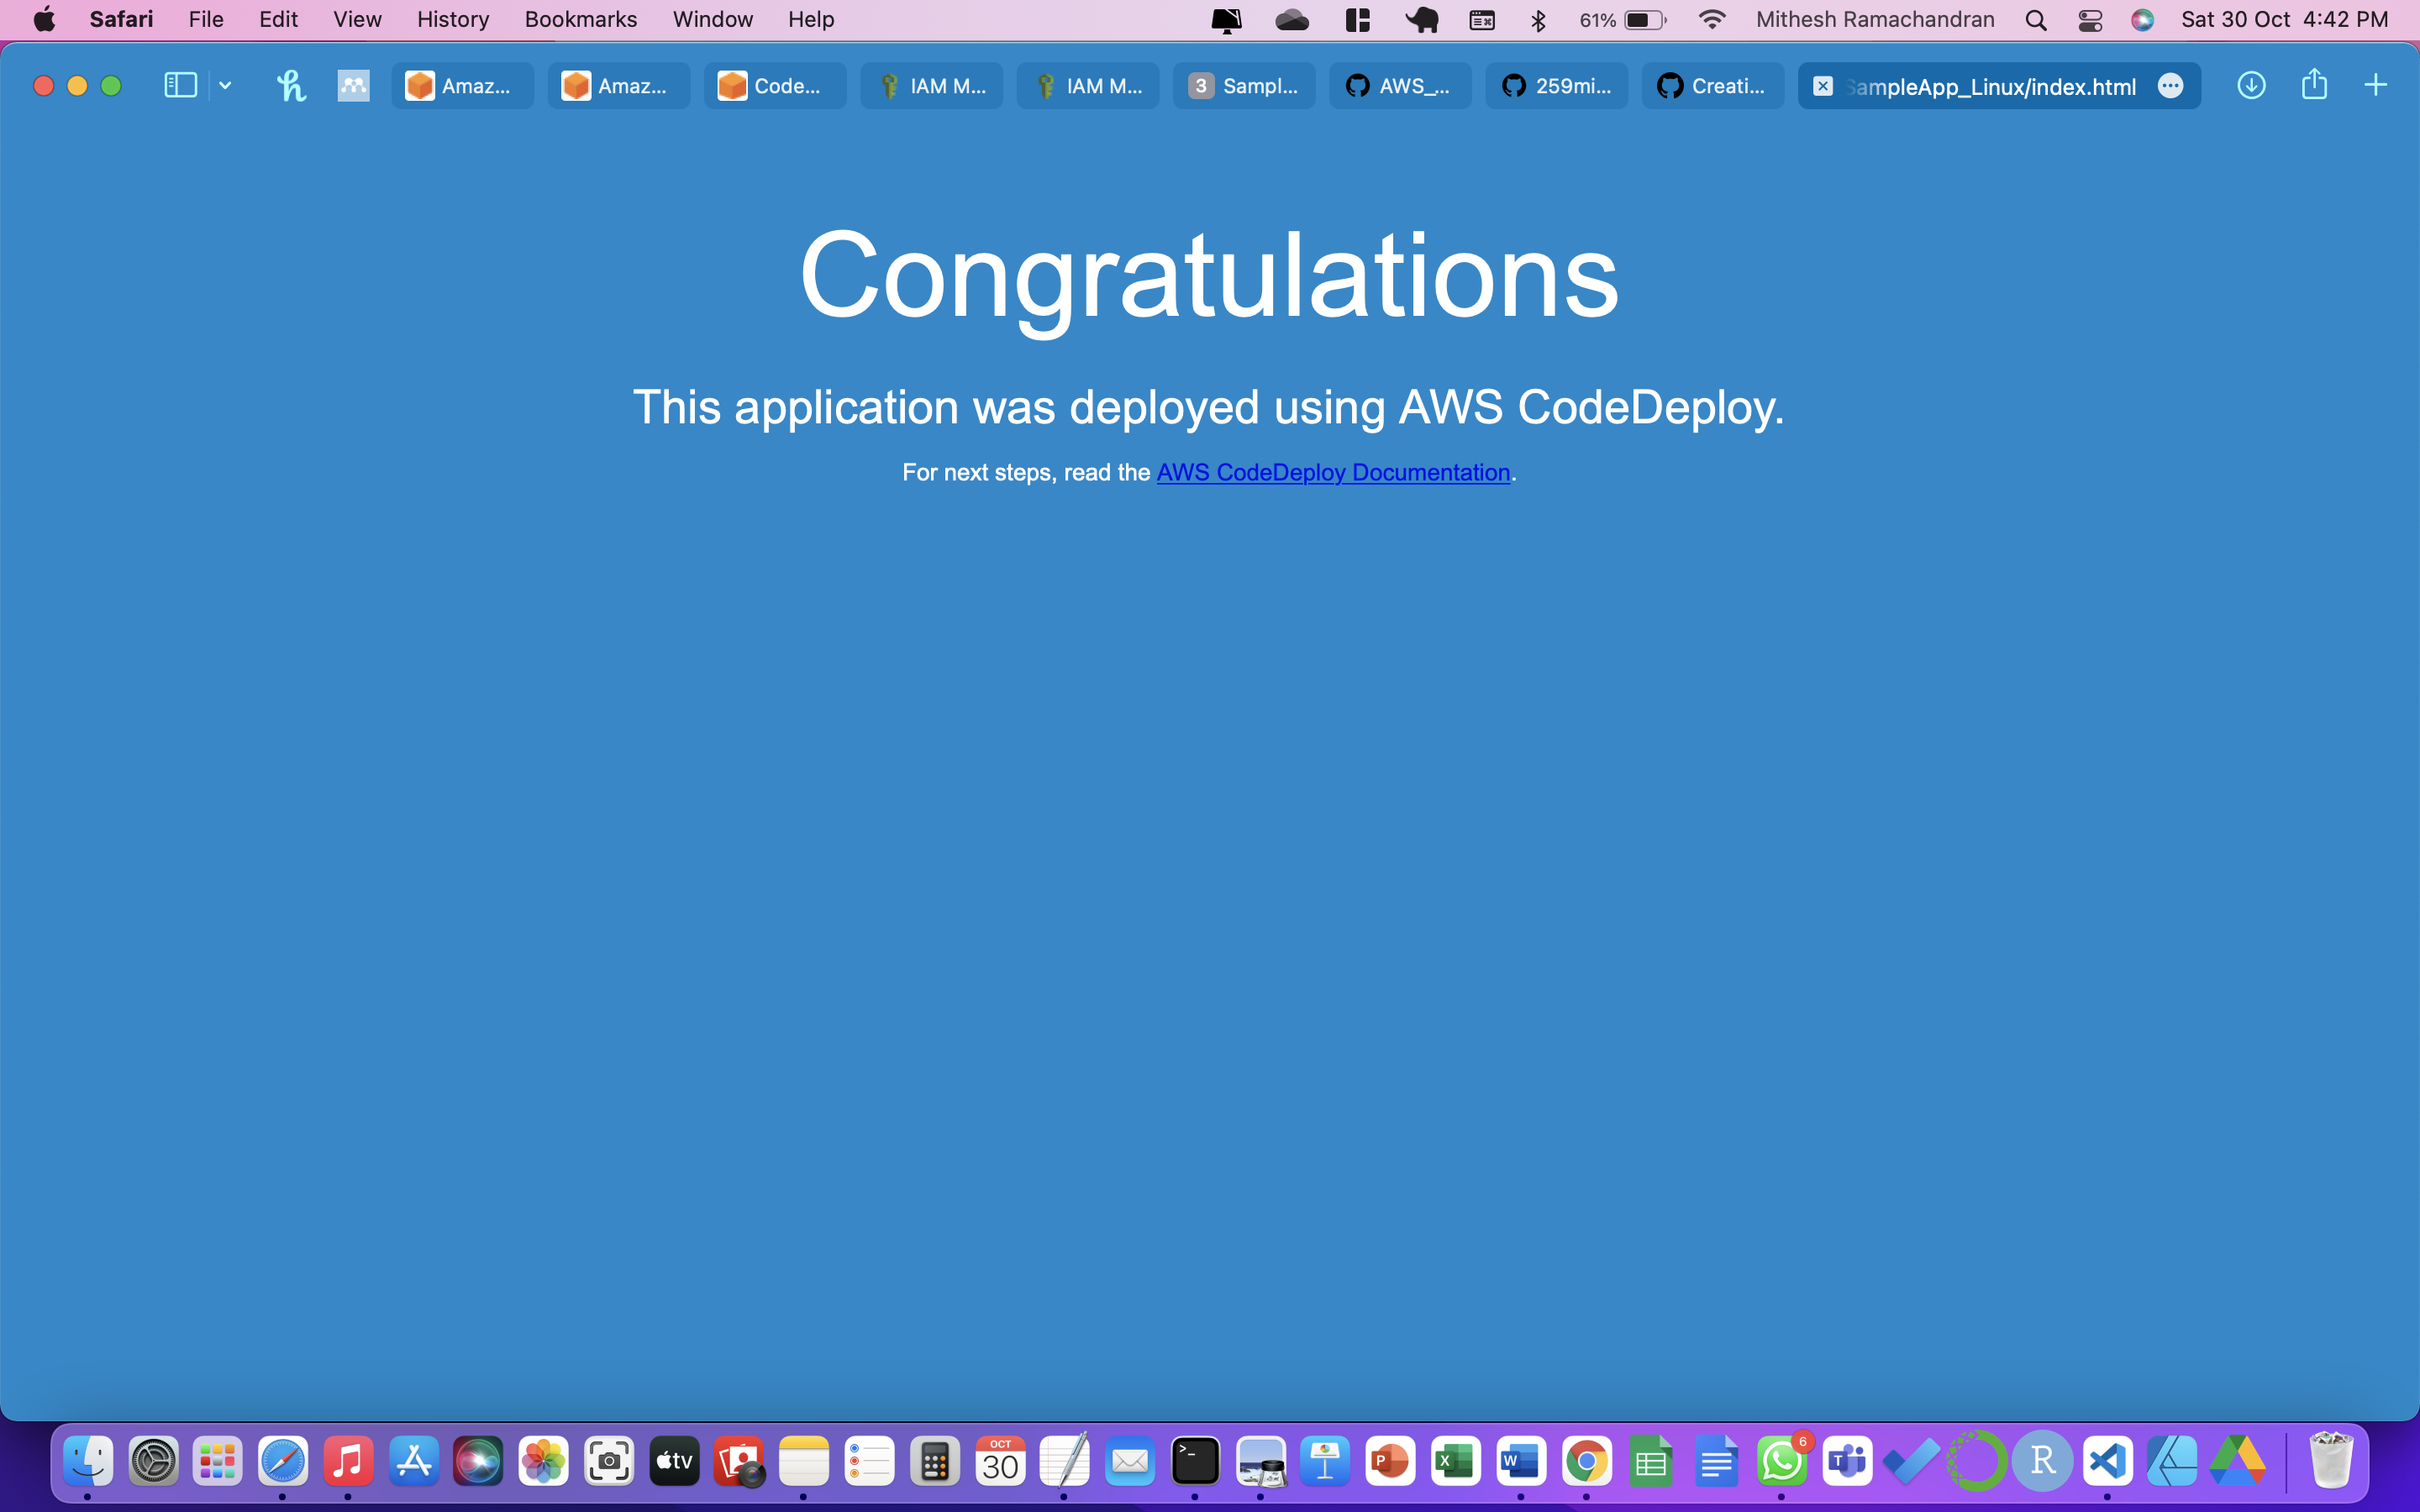 Safari File Edit View History Bookmarks Window Help 61% Mithesh Ramachandran Sat 30 Oct 4:42 PM
Amaz... Amaz... Code... IAM M... IAM M... 3 Sampl... AWS_... 259mi... Creati... SampleApp_Linux/index.html
Congratulations
This application was deployed using AWS CodeDeploy.
For next steps, read the AWS CodeDeploy Documentation.
tv OCT 30 >_ P X W 6 T R